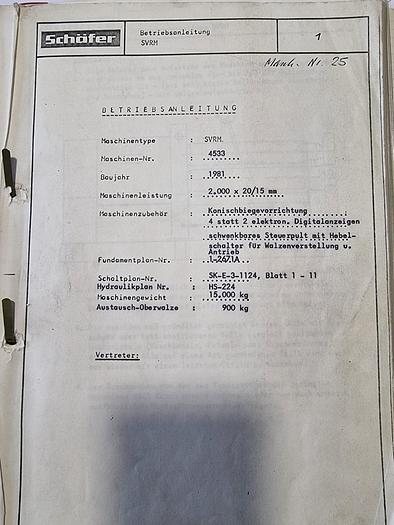 Schäfer
Betriebsanleitung
SVRM
1
Masch. Nr. 25
BETRIEBSANLEITUNG
Maschinentype : SVRM
Maschinen-Nr. : 4533
Baujahr : 1981
Maschinenleistung : 2.000 x 20/15 mm
Maschinenzubehör : Konischbiegevorrichtung
4 statt 2 elektron. Digitalanzeigen
schwenkbares Steuerpult mit Hebel-
schalter für Walzenverstellung u.
Antrieb
Fundamentplan-Nr. : 1-2671A
Schaltplan-Nr. : SK-E-3-1124, Blatt 1 - 11
Hydraulikplan Nr. : HS-224
Maschinengewicht : 15.000 kg
Austausch-Oberwalze : 900 kg
Vertreter: